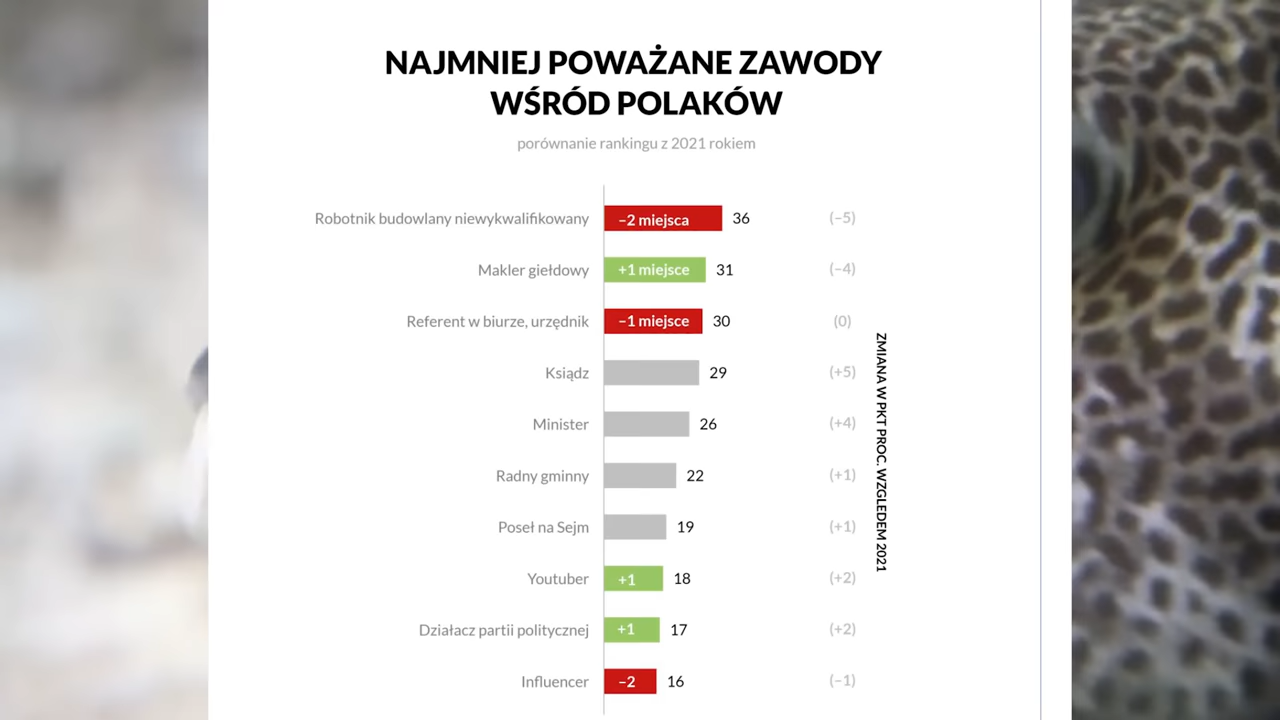 NAJMNIEJ POWAŻANE ZAWODY
WŚRÓD POLAKÓW
porównanie rankingu z 2021 rokiem
Robotnik budowlany niewykwalifikowany –2 miejsca 36 (–5)
Makler giełdowy +1 miejsce 31 (–4)
Referent w biurze, urzędnik –1 miejsce 30 (0)
Ksiądz 29 (+5)
Minister 26 (+4)
Radny gminny 22 (+1)
Poseł na Sejm 19 (+1)
Youtuber +1 18 (+2)
Działacz partii politycznej +1 17 (+2)
Influencer –2 16 (–1)
ZMIANA W PKT PROC. WZGLEDEM 2021